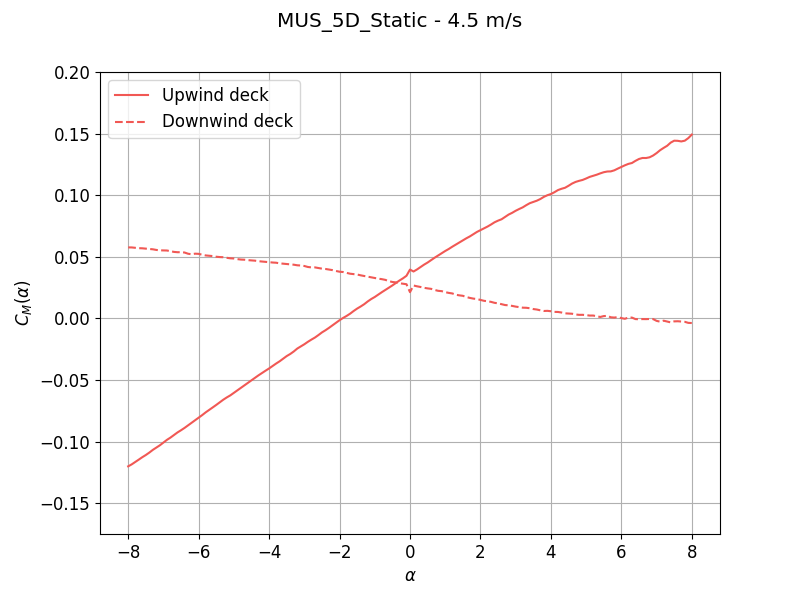 MUS_5D_Static - 4.5 m/s
Upwind deck
Downwind deck
0.20
0.15
0.10
0.05
0.00
−0.05
−0.10
−0.15
C_M(α)
−8 −6 −4 −2 0 2 4 6 8
α